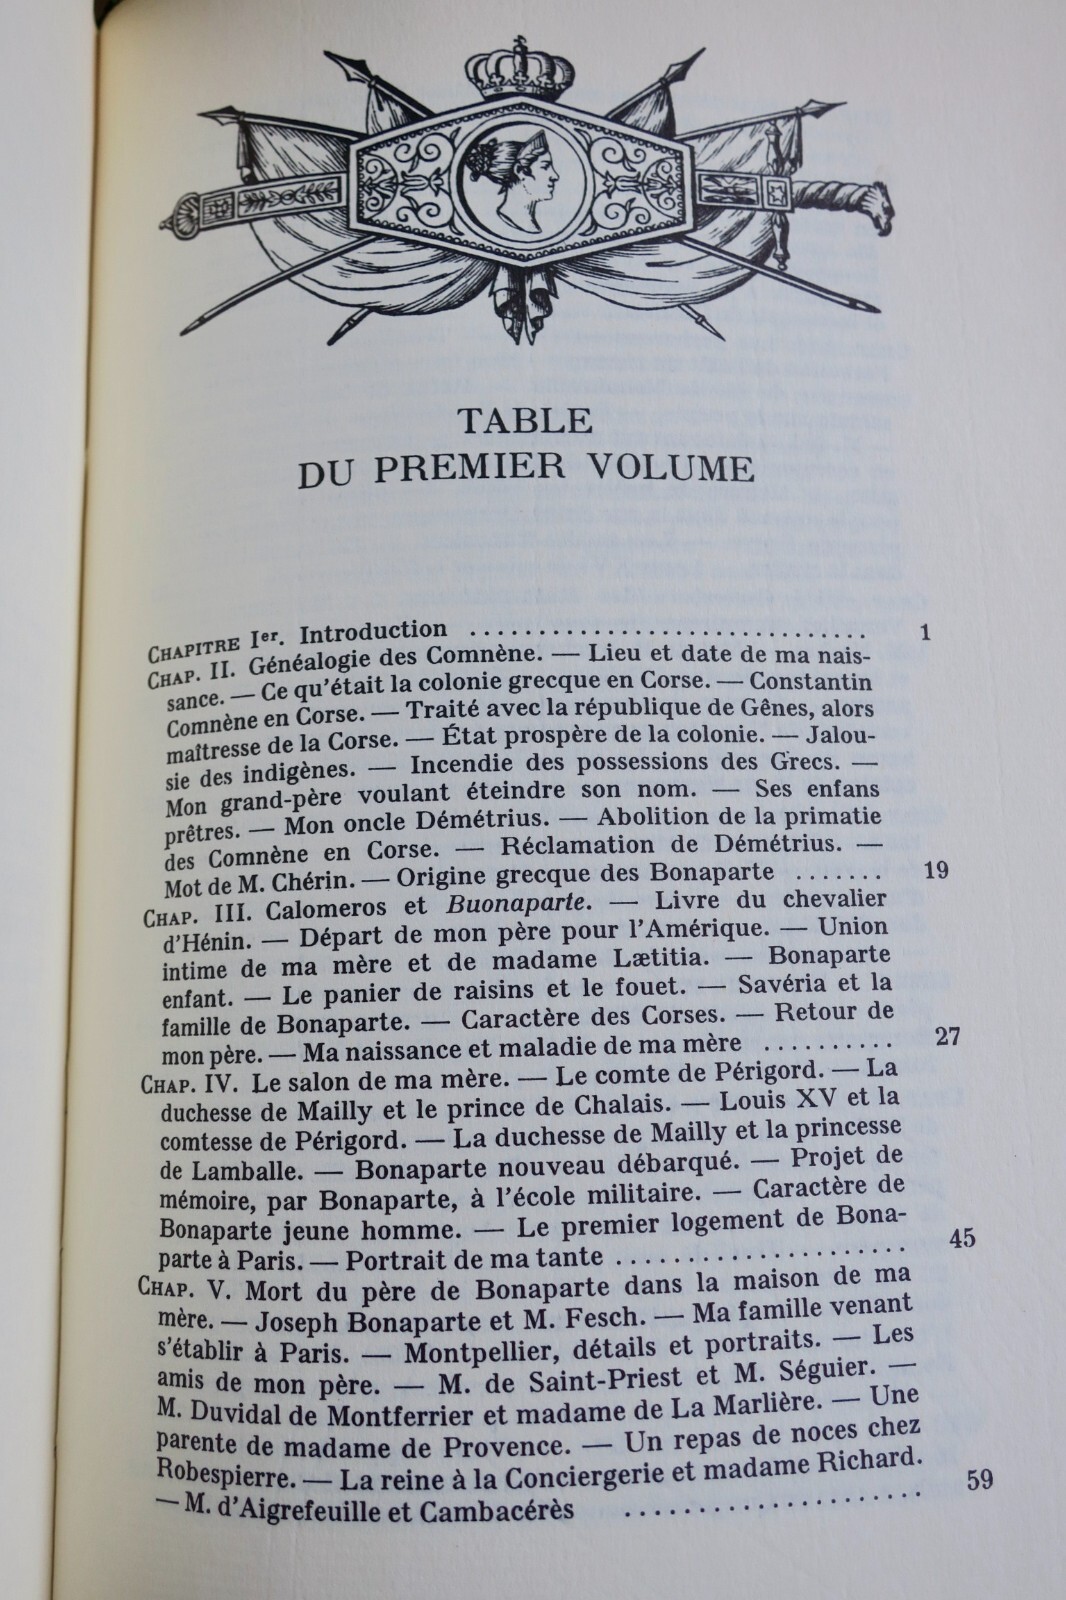 TABLE
DU PREMIER VOLUME
CHAPITRE Ier. Introduction .............................. 1
CHAP. II. Généalogie des Comnène. — Lieu et date de ma nais-
sance. — Ce qu'était la colonie grecque en Corse. — Constantin
Comnène en Corse. — Traité avec la république de Gênes, alors
maîtresse de la Corse. — État prospère de la colonie. — Jalou-
sie des indigènes. — Incendie des possessions des Grecs. —
Mon grand-père voulant éteindre son nom. — Ses enfans
prêtres. — Mon oncle Démétrius. — Abolition de la primatie
des Comnène en Corse. — Réclamation de Démétrius. —
Mot de M. Chérin. — Origine grecque des Bonaparte ....... 19
CHAP. III. Calomeros et Buonaparte. — Livre du chevalier
d'Hénin. — Départ de mon père pour l'Amérique. — Union
intime de ma mère et de madame Lætitia. — Bonaparte
enfant. — Le panier de raisins et le fouet. — Savéria et la
famille de Bonaparte. — Caractère des Corses. — Retour de
mon père. — Ma naissance et maladie de ma mère .......... 27
CHAP. IV. Le salon de ma mère. — Le comte de Périgord. — La
duchesse de Mailly et le prince de Chalais. — Louis XV et la
comtesse de Périgord. — La duchesse de Mailly et la princesse
de Lamballe. — Bonaparte nouveau débarqué. — Projet de
mémoire, par Bonaparte, à l'école militaire. — Caractère de
Bonaparte jeune homme. — Le premier logement de Bona-
parte à Paris. — Portrait de ma tante .................. 45
CHAP. V. Mort du père de Bonaparte dans la maison de ma
mère. — Joseph Bonaparte et M. Fesch. — Ma famille venant
s'établir à Paris. — Montpellier, détails et portraits. — Les
amis de mon père. — M. de Saint-Priest et M. Séguier. —
M. Duvidal de Montferrier et madame de La Marlière. — Une
parente de madame de Provence. — Un repas de noces chez
Robespierre. — La reine à la Conciergerie et madame Richard.
— M. d'Aigrefeuille et Cambacérès .................. 59